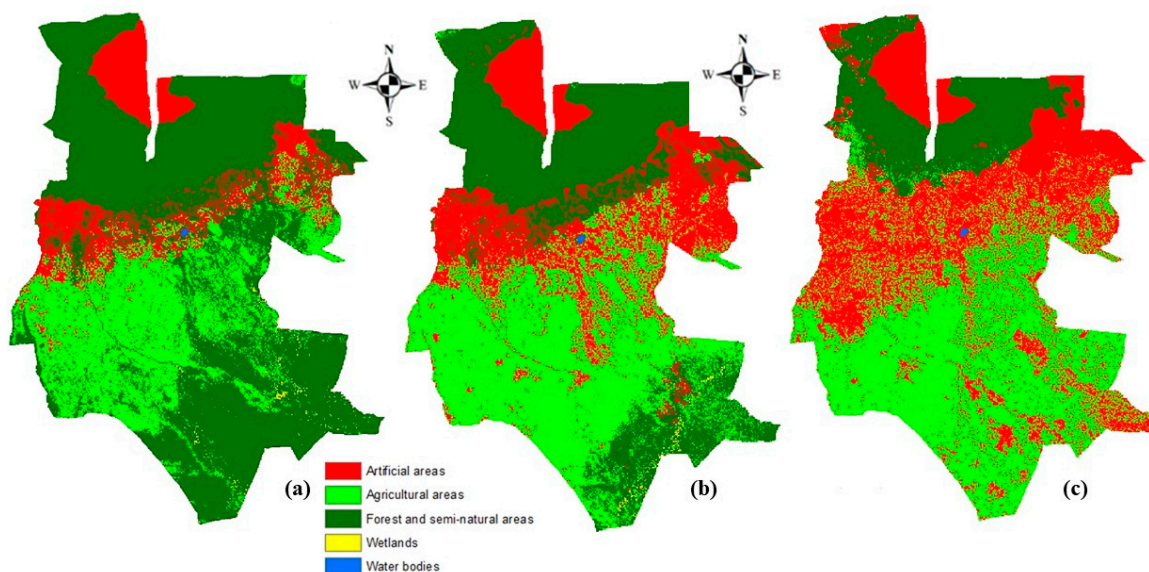 N
W E
S
N
W E
S
Artificial areas
Agricultural areas
Forest and semi-natural areas
Wetlands
Water bodies
(a)
(b)
(c)